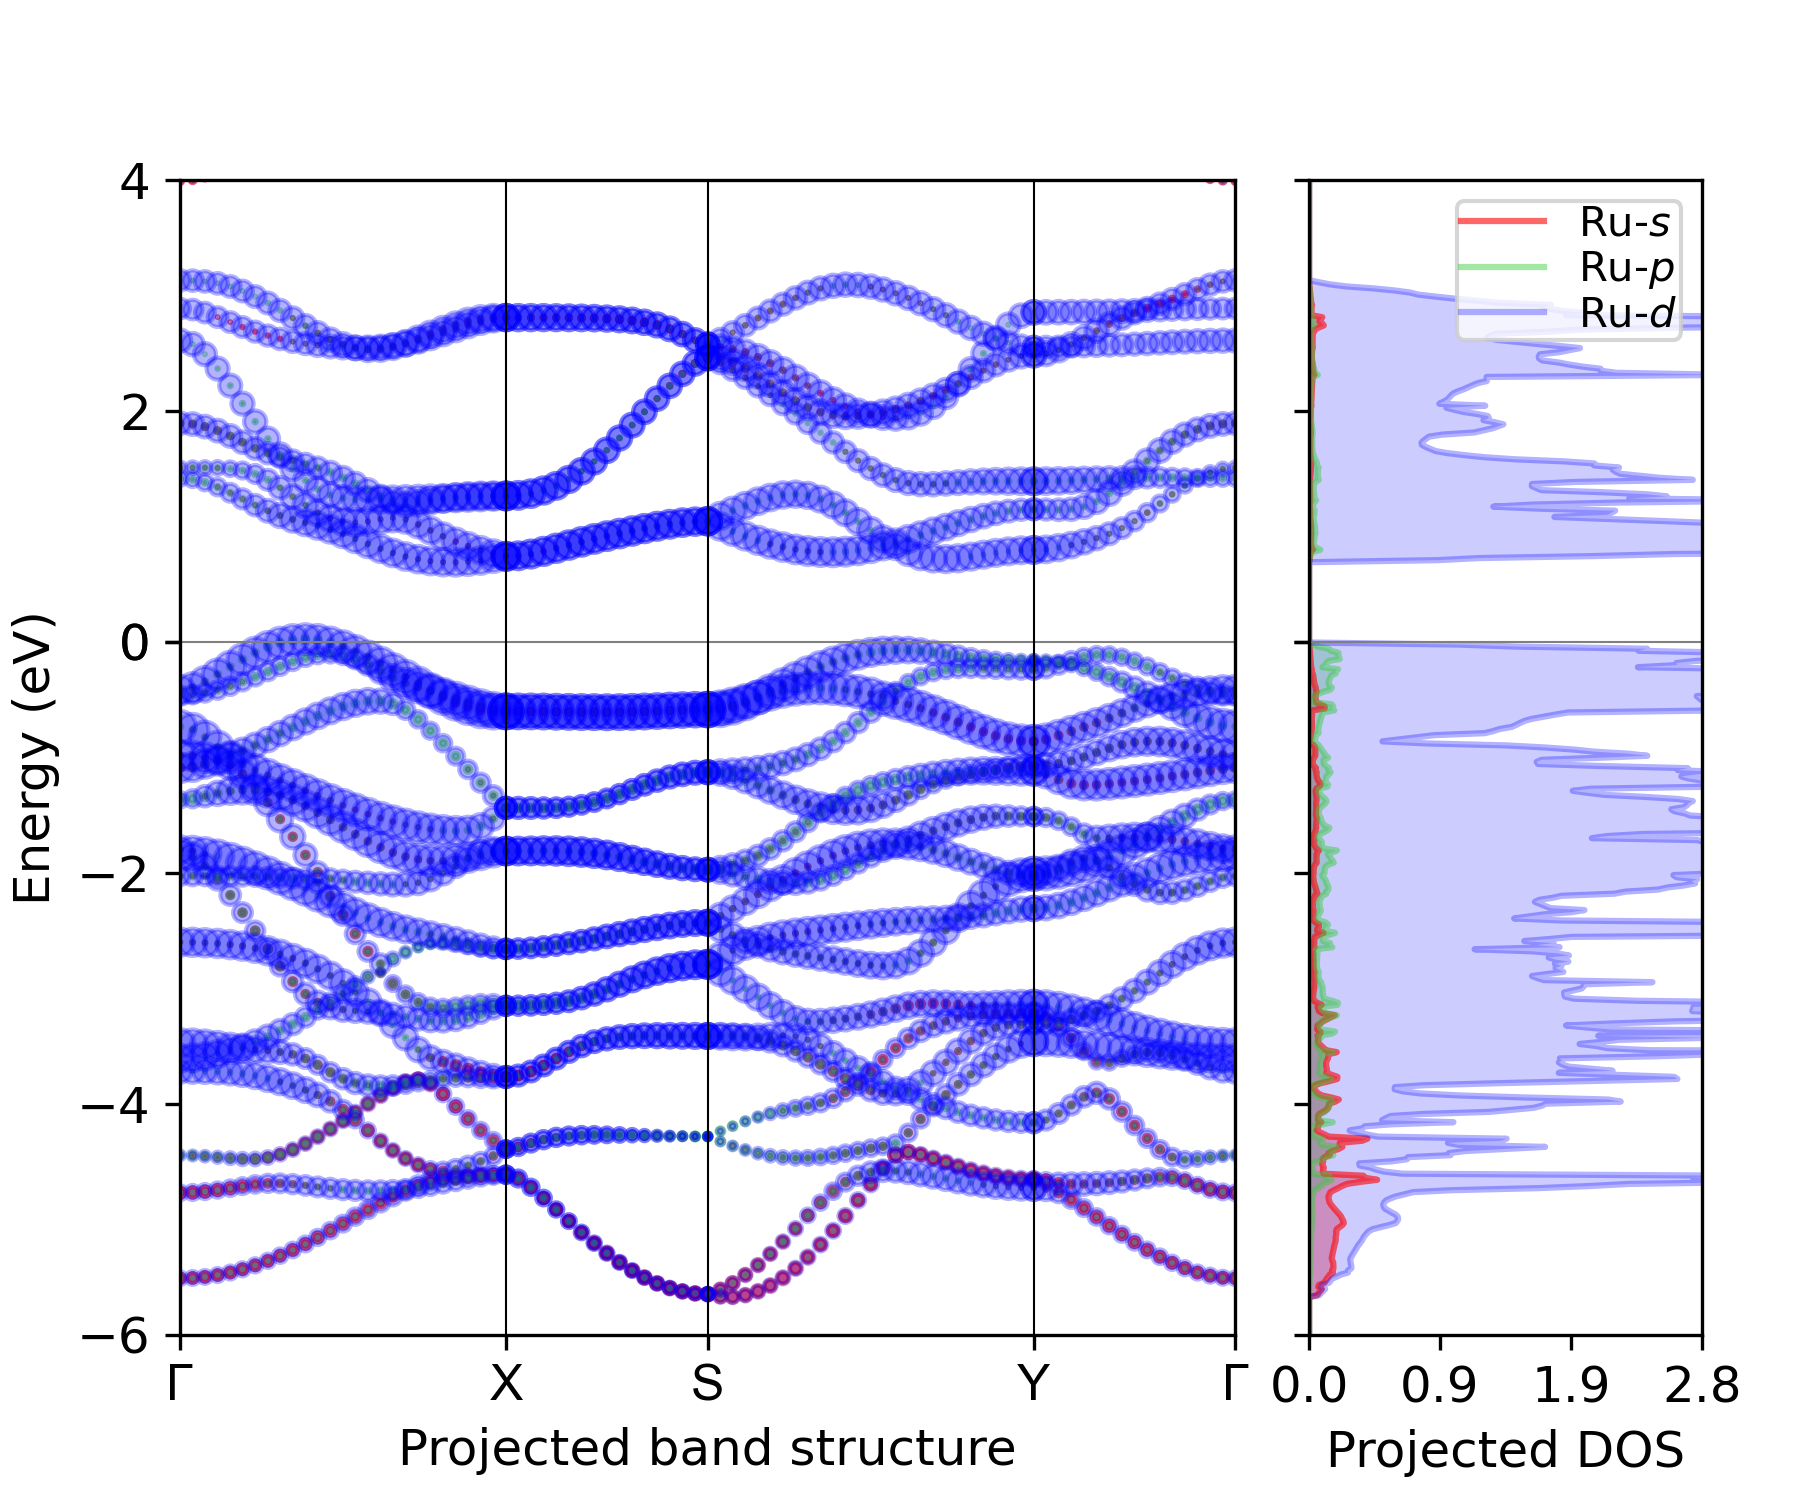 4
2
0
−2
−4
−6
Energy (eV)
Γ X S Y Γ
Projected band structure
Ru-s
Ru-p
Ru-d
0.0 0.9 1.9 2.8
Projected DOS